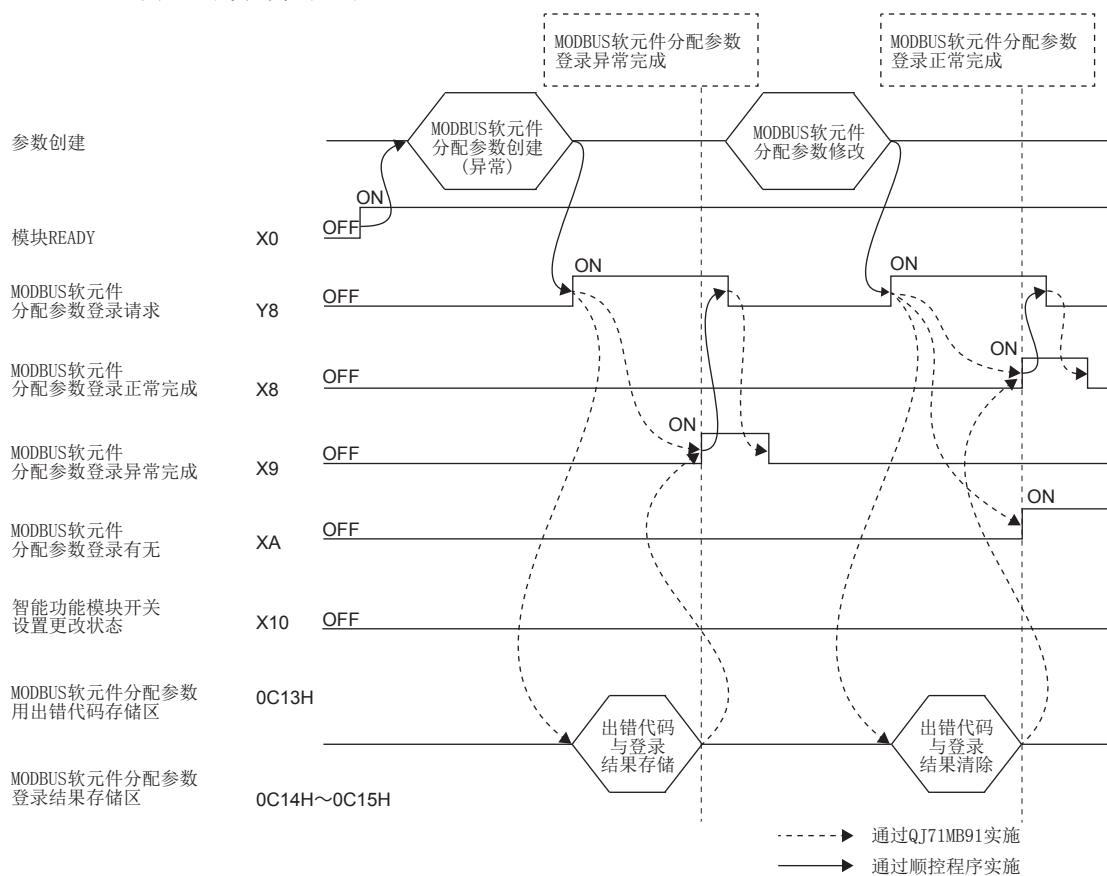 MODBUS软元件分配参数
登录异常完成
MODBUS软元件分配参数
登录正常完成
参数创建
MODBUS软元件
分配参数创建
(异常)
MODBUS软元件
分配参数修改
ON
模块READY X0 OFF
ON
ON
MODBUS软元件
分配参数登录请求 Y8 OFF
ON
MODBUS软元件
分配参数登录正常完成 X8 OFF
ON
MODBUS软元件
分配参数登录异常完成 X9 OFF
ON
MODBUS软元件
分配参数登录有无 XA OFF
智能功能模块开关
设置更改状态 X10 OFF
MODBUS软元件分配参数
用出错代码存储区 0C13H
出错代码
与登录
结果存储
出错代码
与登录
结果清除
MODBUS软元件分配参数
登录结果存储区 0C14H～0C15H
通过QJ71MB91实施
通过顺控程序实施